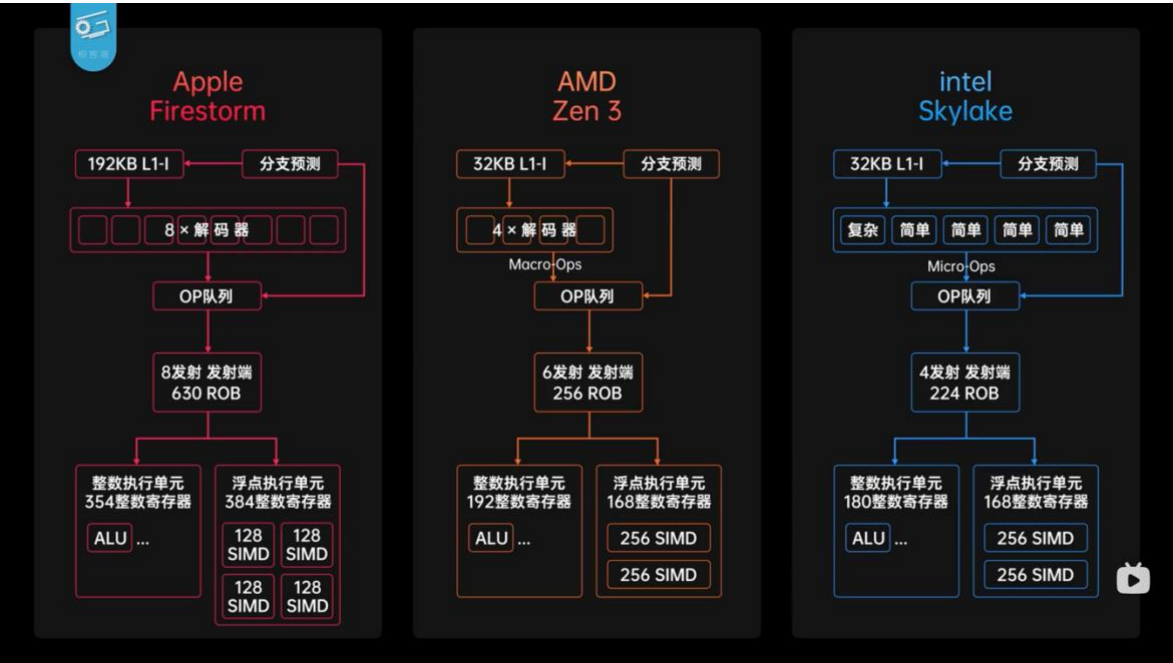 极客湾
Apple
Firestorm
192KB L1-I
分支预测
8×解码器
OP队列
8发射 发射端
630 ROB
整数执行单元
354整数寄存器
ALU ...
浮点执行单元
384整数寄存器
128
SIMD
128
SIMD
128
SIMD
128
SIMD
AMD
Zen 3
32KB L1-I
分支预测
4×解码器
Macro-Ops
OP队列
6发射 发射端
256 ROB
整数执行单元
192整数寄存器
ALU ...
浮点执行单元
168整数寄存器
256 SIMD
256 SIMD
intel
Skylake
32KB L1-I
分支预测
复杂
简单
简单
简单
简单
Micro-Ops
OP队列
4发射 发射端
224 ROB
整数执行单元
180整数寄存器
ALU ...
浮点执行单元
168整数寄存器
256 SIMD
256 SIMD